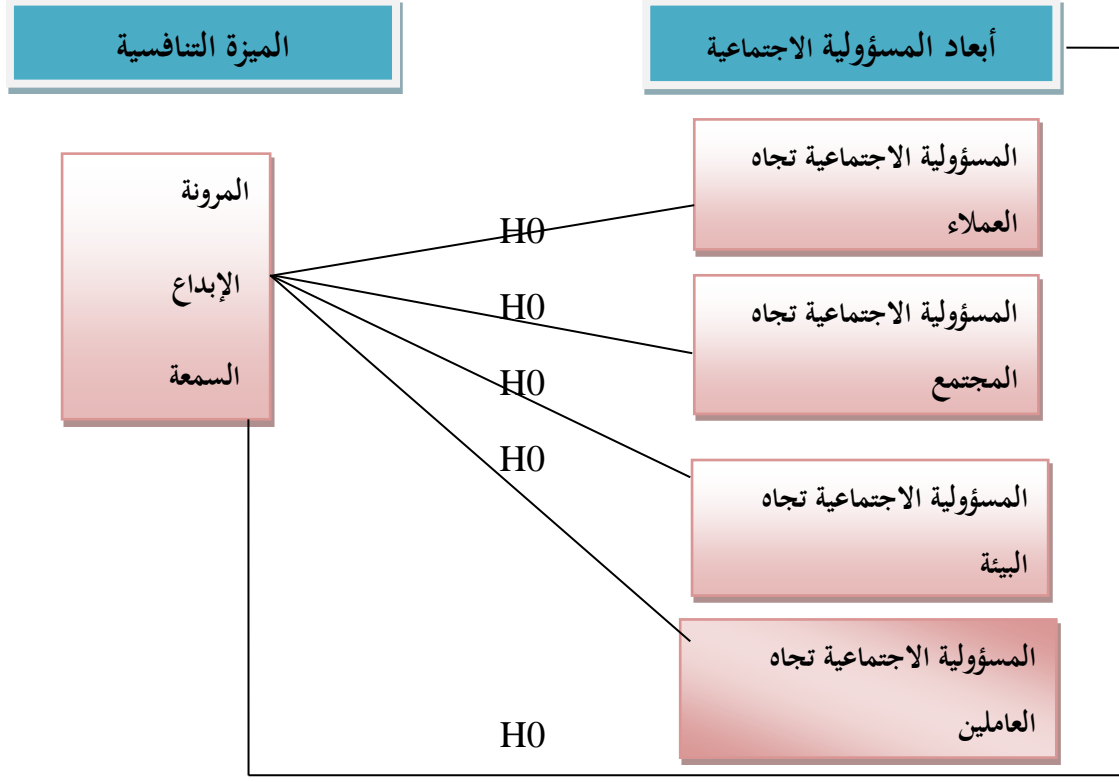 أبعاد المسؤولية الاجتماعية
الميزة التنافسية
المسؤولية الاجتماعية تجاه
العملاء
المسؤولية الاجتماعية تجاه
المجتمع
المسؤولية الاجتماعية تجاه
البيئة
المسؤولية الاجتماعية تجاه
العاملين
H0
H0
H0
H0
H0
المرونة
الإبداع
السمعة